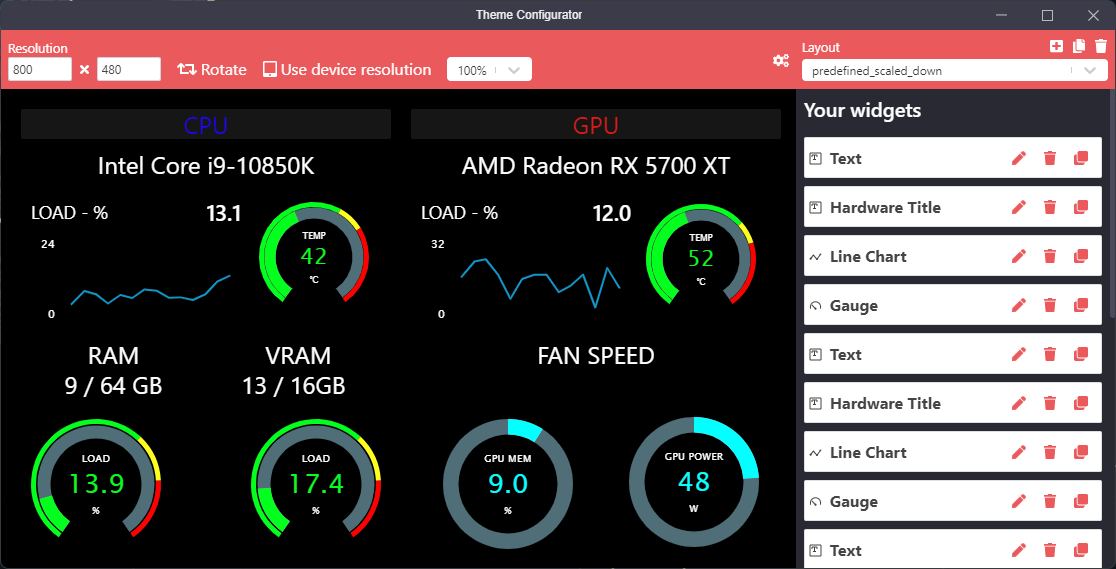 Theme Configurator
Resolution
800 × 480
Rotate
Use device resolution
100%
Layout
predefined_scaled_down
CPU
Intel Core i9-10850K
LOAD - %
13.1
24
0
TEMP
42
°C
GPU
AMD Radeon RX 5700 XT
LOAD - %
12.0
32
0
TEMP
52
°C
RAM
9 / 64 GB
VRAM
13 / 16GB
FAN SPEED
LOAD
13.9
%
LOAD
17.4
%
GPU MEM
9.0
%
GPU POWER
48
W
Your widgets
Text
Hardware Title
Line Chart
Gauge
Text
Hardware Title
Line Chart
Gauge
Text